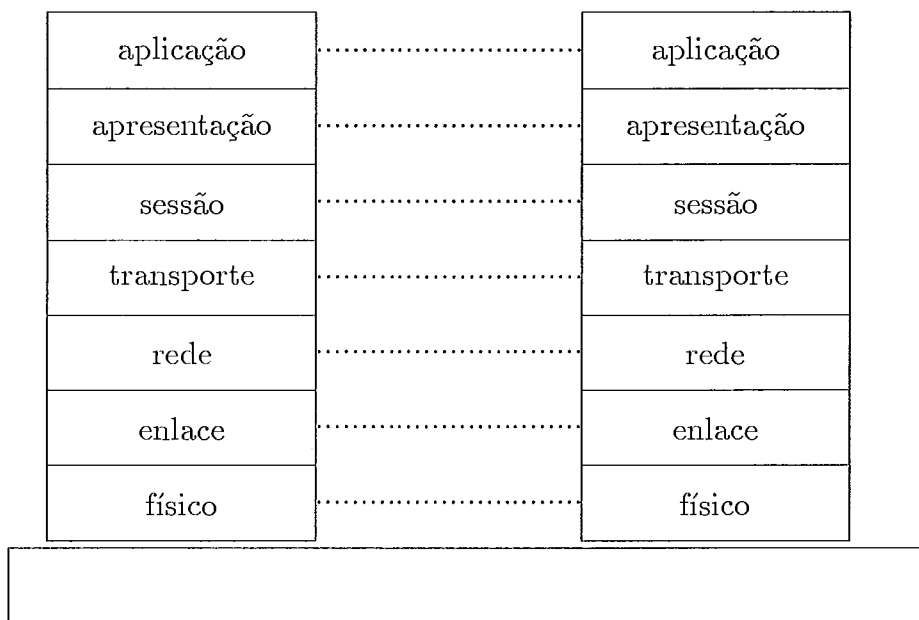 aplicação aplicação
apresentação apresentação
sessão sessão
transporte transporte
rede rede
enlace enlace
físico físico